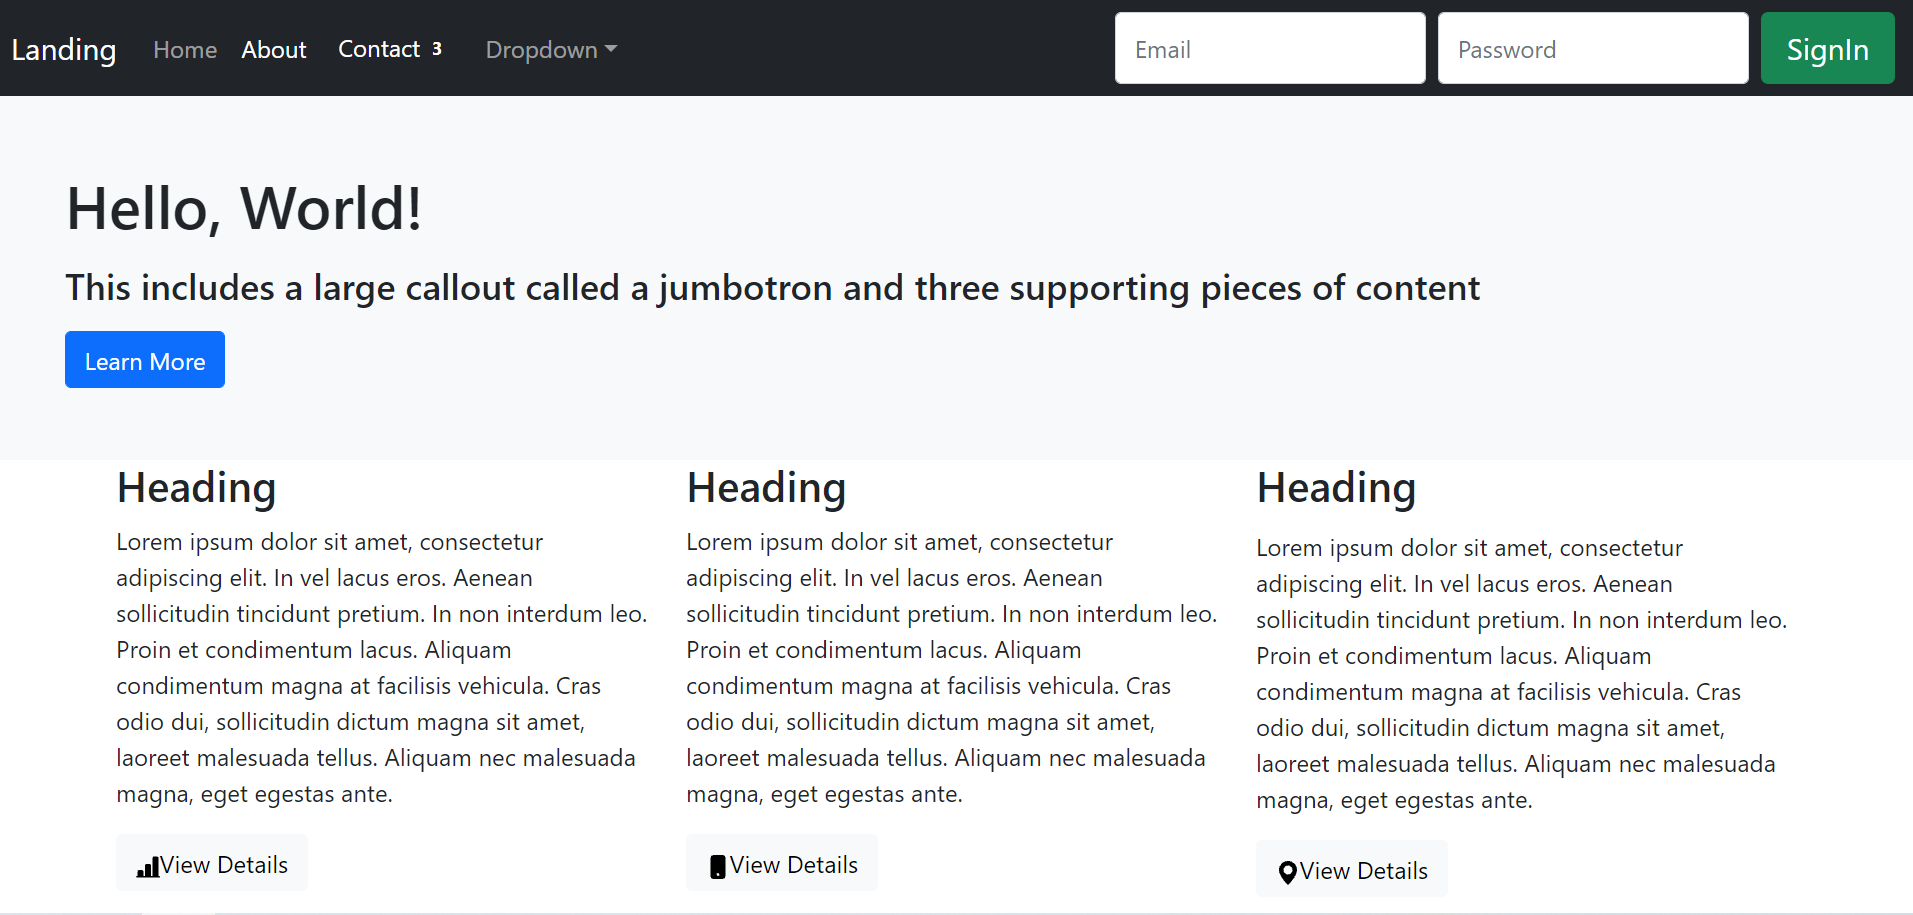 Landing Home About Contact 3 Dropdown Email Password SignIn
Hello, World!
This includes a large callout called a jumbotron and three supporting pieces of content
Learn More
Heading
Lorem ipsum dolor sit amet, consectetur
adipiscing elit. In vel lacus eros. Aenean
sollicitudin tincidunt pretium. In non interdum leo.
Proin et condimentum lacus. Aliquam
condimentum magna at facilisis vehicula. Cras
odio dui, sollicitudin dictum magna sit amet,
laoreet malesuada tellus. Aliquam nec malesuada
magna, eget egestas ante.
View Details
Heading
Lorem ipsum dolor sit amet, consectetur
adipiscing elit. In vel lacus eros. Aenean
sollicitudin tincidunt pretium. In non interdum leo.
Proin et condimentum lacus. Aliquam
condimentum magna at facilisis vehicula. Cras
odio dui, sollicitudin dictum magna sit amet,
laoreet malesuada tellus. Aliquam nec malesuada
magna, eget egestas ante.
View Details
Heading
Lorem ipsum dolor sit amet, consectetur
adipiscing elit. In vel lacus eros. Aenean
sollicitudin tincidunt pretium. In non interdum leo.
Proin et condimentum lacus. Aliquam
condimentum magna at facilisis vehicula. Cras
odio dui, sollicitudin dictum magna sit amet,
laoreet malesuada tellus. Aliquam nec malesuada
magna, eget egestas ante.
View Details